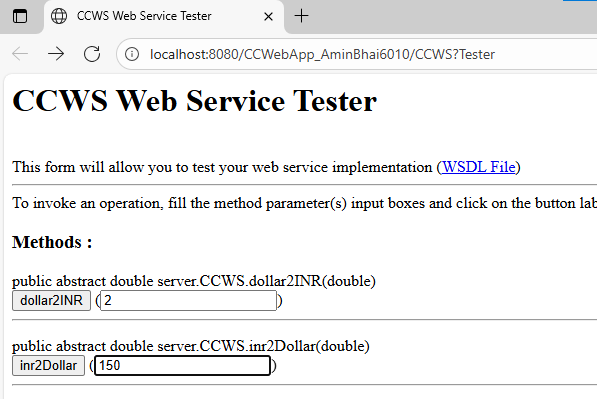 CCWS Web Service Tester
localhost:8080/CCWebApp_AminBhai6010/CCWS?Tester
CCWS Web Service Tester
This form will allow you to test your web service implementation (WSDL File)
To invoke an operation, fill the method parameter(s) input boxes and click on the button lab
Methods :
public abstract double server.CCWS.dollar2INR(double)
dollar2INR (2)
public abstract double server.CCWS.inr2Dollar(double)
inr2Dollar (150)